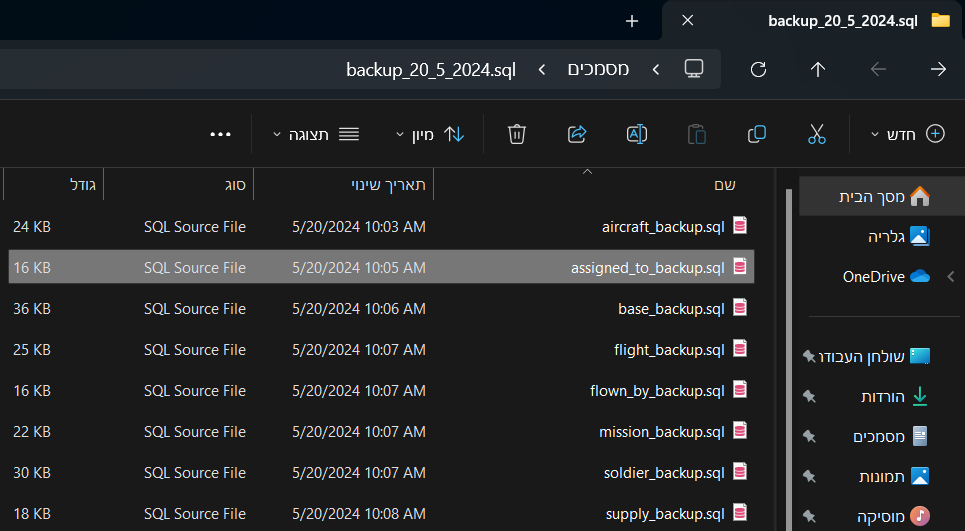 backup_20_5_2024.sql
מסמכים > backup_20_5_2024.sql
חדש מיון תצוגה
שם תאריך שינוי סוג גודל
aircraft_backup.sql 5/20/2024 10:03 AM SQL Source File 24 KB
assigned_to_backup.sql 5/20/2024 10:05 AM SQL Source File 16 KB
base_backup.sql 5/20/2024 10:06 AM SQL Source File 36 KB
flight_backup.sql 5/20/2024 10:07 AM SQL Source File 25 KB
flown_by_backup.sql 5/20/2024 10:07 AM SQL Source File 16 KB
mission_backup.sql 5/20/2024 10:07 AM SQL Source File 22 KB
soldier_backup.sql 5/20/2024 10:07 AM SQL Source File 30 KB
supply_backup.sql 5/20/2024 10:08 AM SQL Source File 18 KB
מסך הבית
גלריה
OneDrive
שולחן העבודו
הורדות
מסמכים
תמונות
מוסיקה